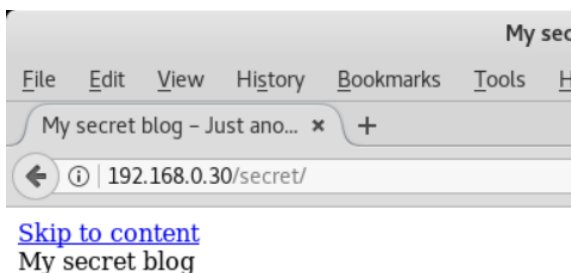 My sec
File Edit View History Bookmarks Tools H
My secret blog – Just ano... × +
192.168.0.30/secret/
Skip to content
My secret blog